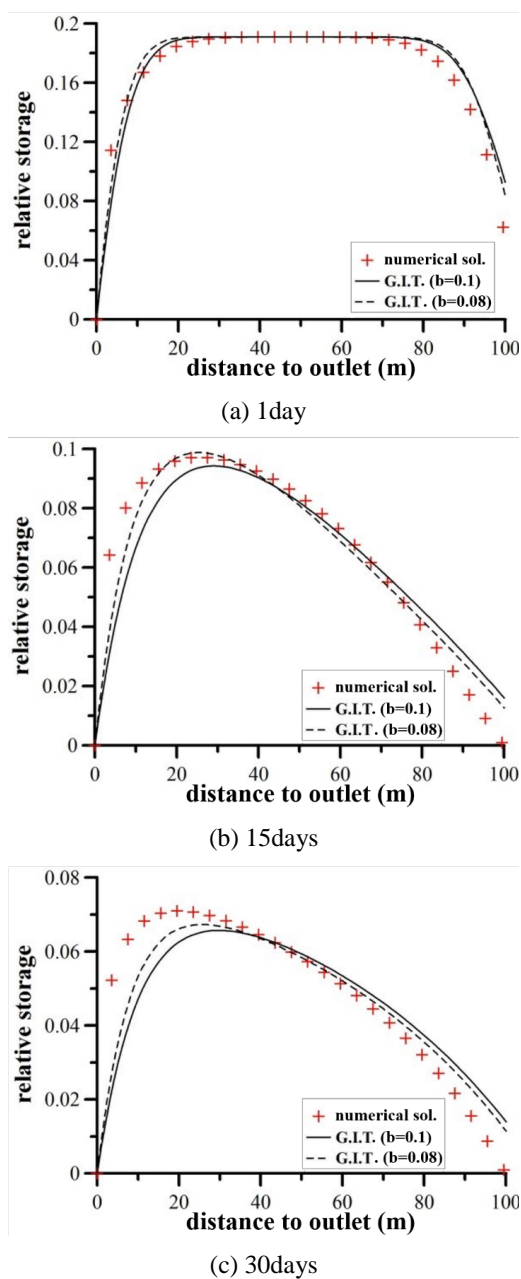 0.2
0.16
0.12
0.08
0.04
0
relative storage
0 20 40 60 80 100
distance to outlet (m)
numerical sol.
G.I.T. (b=0.1)
G.I.T. (b=0.08)
(a) 1day
0.1
0.08
0.06
0.04
0.02
0
relative storage
0 20 40 60 80 100
distance to outlet (m)
numerical sol.
G.I.T. (b=0.1)
G.I.T. (b=0.08)
(b) 15days
0.08
0.06
0.04
0.02
0
relative storage
0 20 40 60 80 100
distance to outlet (m)
numerical sol.
G.I.T. (b=0.1)
G.I.T. (b=0.08)
(c) 30days